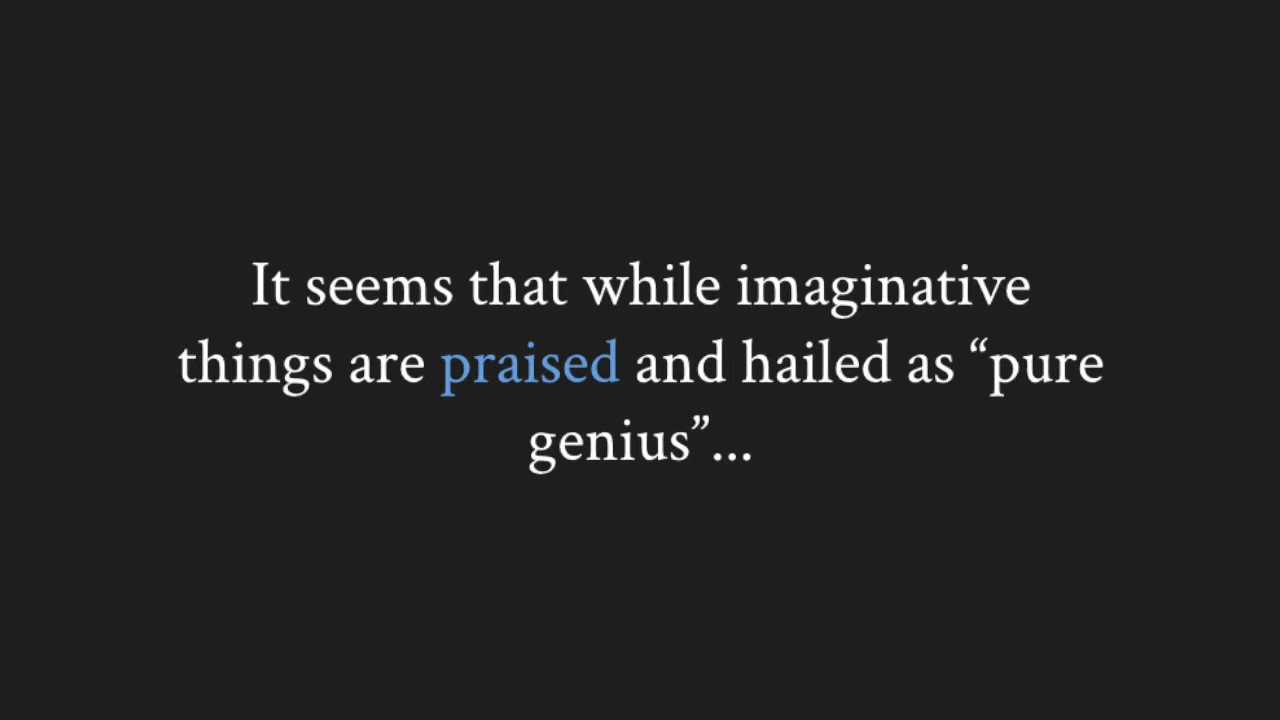 It seems that while imaginative
things are praised and hailed as “pure
genius”...